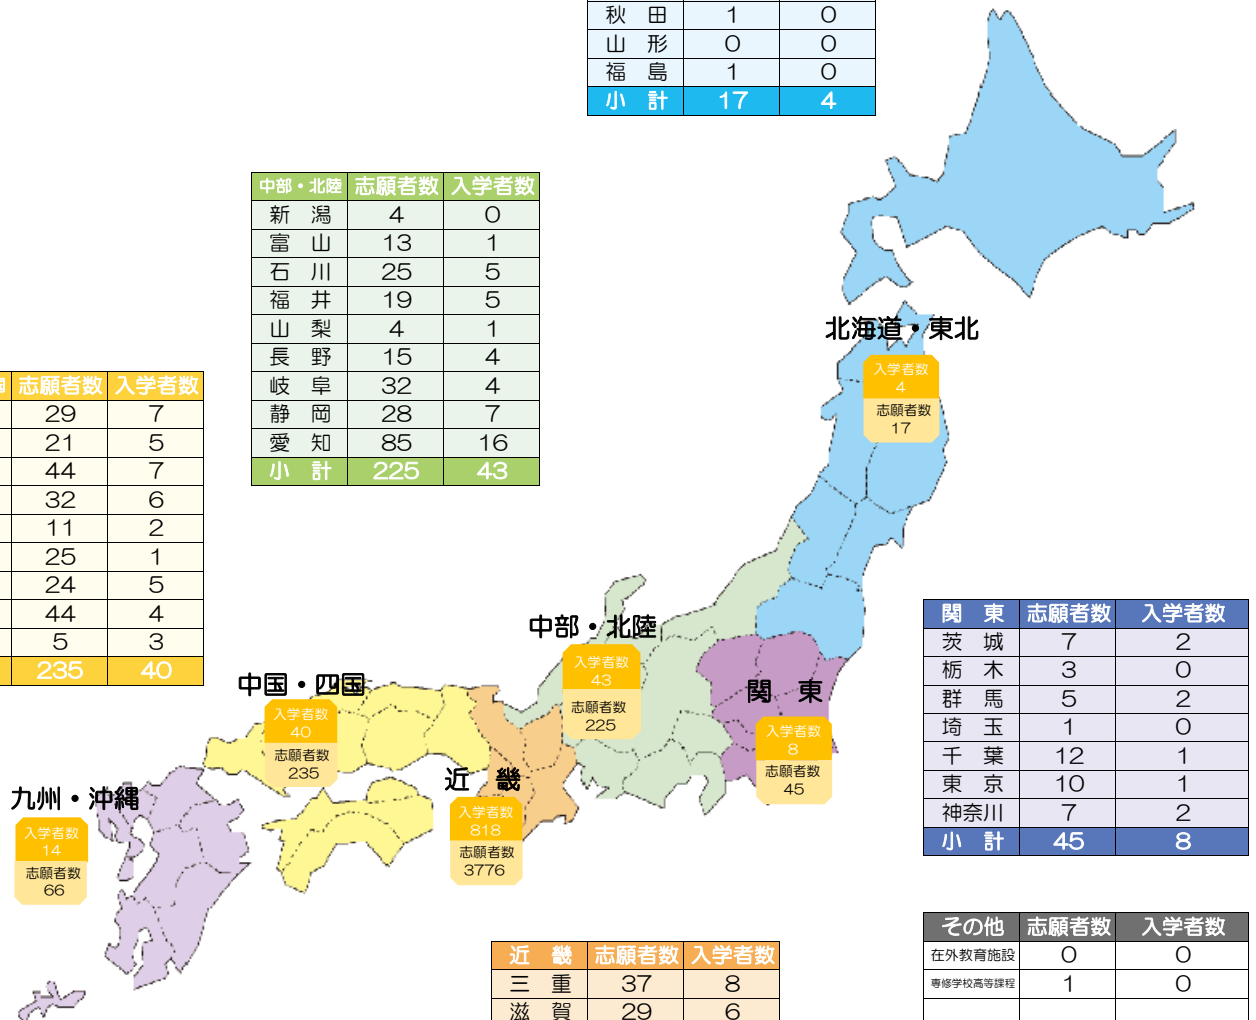 秋 田 1 0
山 形 0 0
福 島 1 0
小 計 17 4
中部・北陸 志願者数 入学者数
新 潟 4 0
富 山 13 1
石 川 25 5
福 井 19 5
山 梨 4 1
長 野 15 4
岐 阜 32 4
静 岡 28 7
愛 知 85 16
小 計 225 43
北海道・東北
入学者数
4
志願者数
17
志願者数 入学者数
29 7
21 5
44 7
32 6
11 2
25 1
24 5
44 4
5 3
235 40
中部・北陸
入学者数
43
志願者数
225
中国・四国
入学者数
40
志願者数
235
関 東
入学者数
8
志願者数
45
近 畿
入学者数
818
志願者数
3776
九州・沖縄
入学者数
14
志願者数
66
関 東 志願者数 入学者数
茨 城 7 2
栃 木 3 0
群 馬 5 2
埼 玉 1 0
千 葉 12 1
東 京 10 1
神奈川 7 2
小 計 45 8
その他 志願者数 入学者数
在外教育施設 0 0
専修学校高等課程 1 0
近 畿 志願者数 入学者数
三 重 37 8
滋 賀 29 6